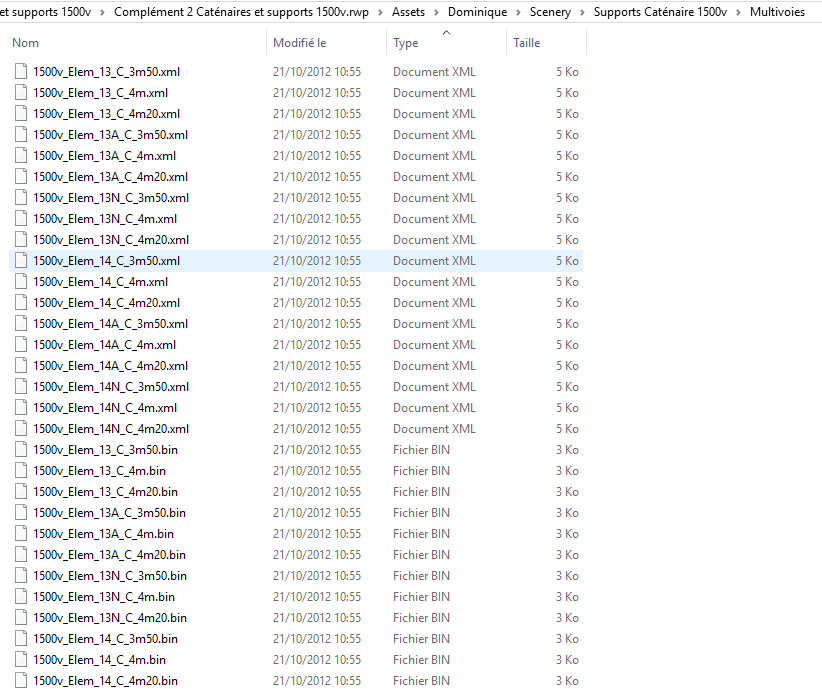 et supports 1500v > Complément 2 Caténaires et supports 1500v.rwp > Assets > Dominique > Scenery > Supports Caténaire 1500v > Multivoies
Nom Modifié le Type Taille
1500v_Elem_13_C_3m50.xml 21/10/2012 10:55 Document XML 5 Ko
1500v_Elem_13_C_4m.xml 21/10/2012 10:55 Document XML 5 Ko
1500v_Elem_13_C_4m20.xml 21/10/2012 10:55 Document XML 5 Ko
1500v_Elem_13A_C_3m50.xml 21/10/2012 10:55 Document XML 5 Ko
1500v_Elem_13A_C_4m.xml 21/10/2012 10:55 Document XML 5 Ko
1500v_Elem_13A_C_4m20.xml 21/10/2012 10:55 Document XML 5 Ko
1500v_Elem_13N_C_3m50.xml 21/10/2012 10:55 Document XML 5 Ko
1500v_Elem_13N_C_4m.xml 21/10/2012 10:55 Document XML 5 Ko
1500v_Elem_13N_C_4m20.xml 21/10/2012 10:55 Document XML 5 Ko
1500v_Elem_14_C_3m50.xml 21/10/2012 10:55 Document XML 5 Ko
1500v_Elem_14_C_4m.xml 21/10/2012 10:55 Document XML 5 Ko
1500v_Elem_14_C_4m20.xml 21/10/2012 10:55 Document XML 5 Ko
1500v_Elem_14A_C_3m50.xml 21/10/2012 10:55 Document XML 5 Ko
1500v_Elem_14A_C_4m.xml 21/10/2012 10:55 Document XML 5 Ko
1500v_Elem_14A_C_4m20.xml 21/10/2012 10:55 Document XML 5 Ko
1500v_Elem_14N_C_3m50.xml 21/10/2012 10:55 Document XML 5 Ko
1500v_Elem_14N_C_4m.xml 21/10/2012 10:55 Document XML 5 Ko
1500v_Elem_14N_C_4m20.xml 21/10/2012 10:55 Document XML 5 Ko
1500v_Elem_13_C_3m50.bin 21/10/2012 10:55 Fichier BIN 3 Ko
1500v_Elem_13_C_4m.bin 21/10/2012 10:55 Fichier BIN 3 Ko
1500v_Elem_13_C_4m20.bin 21/10/2012 10:55 Fichier BIN 3 Ko
1500v_Elem_13A_C_3m50.bin 21/10/2012 10:55 Fichier BIN 3 Ko
1500v_Elem_13A_C_4m.bin 21/10/2012 10:55 Fichier BIN 3 Ko
1500v_Elem_13A_C_4m20.bin 21/10/2012 10:55 Fichier BIN 3 Ko
1500v_Elem_13N_C_3m50.bin 21/10/2012 10:55 Fichier BIN 3 Ko
1500v_Elem_13N_C_4m.bin 21/10/2012 10:55 Fichier BIN 3 Ko
1500v_Elem_13N_C_4m20.bin 21/10/2012 10:55 Fichier BIN 3 Ko
1500v_Elem_14_C_3m50.bin 21/10/2012 10:55 Fichier BIN 3 Ko
1500v_Elem_14_C_4m.bin 21/10/2012 10:55 Fichier BIN 3 Ko
1500v_Elem_14_C_4m20.bin 21/10/2012 10:55 Fichier BIN 3 Ko